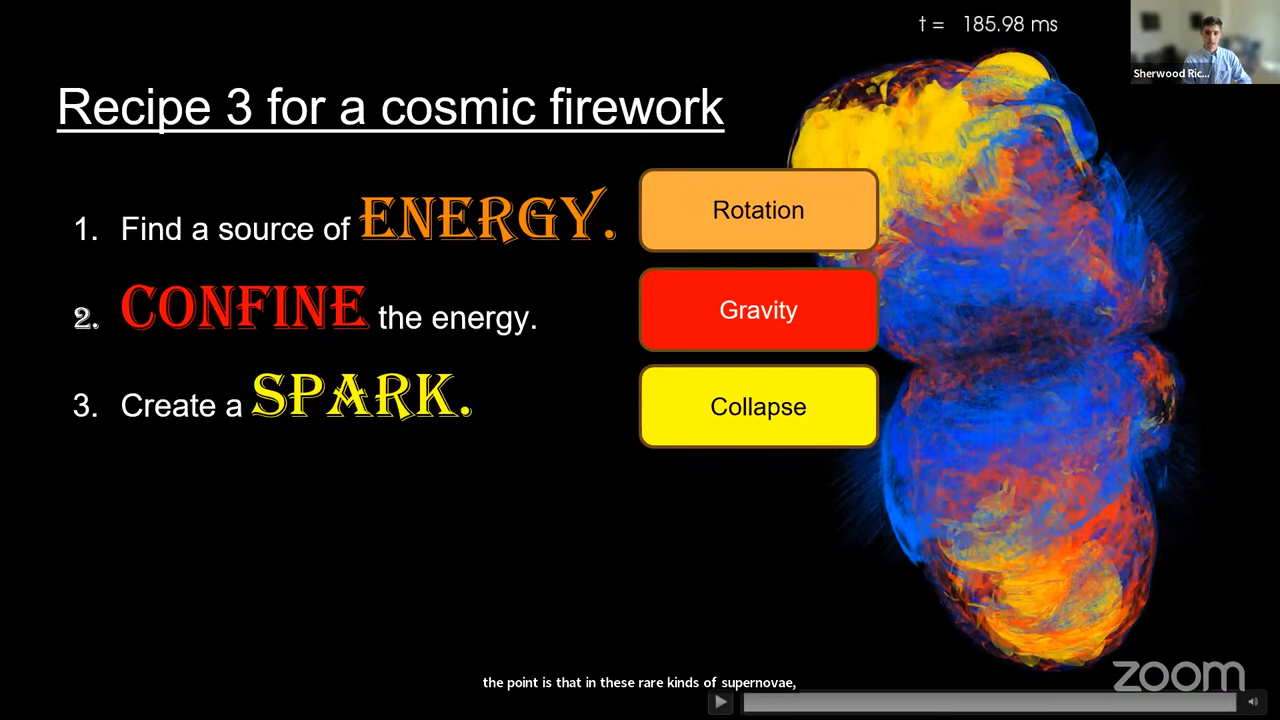 t = 185.98 ms
Sherwood Ric...
Recipe 3 for a cosmic firework
1. Find a source of ENERGY.
Rotation
2. CONFINE the energy.
Gravity
3. Create a SPARK.
Collapse
the point is that in these rare kinds of supernovae,
zoom